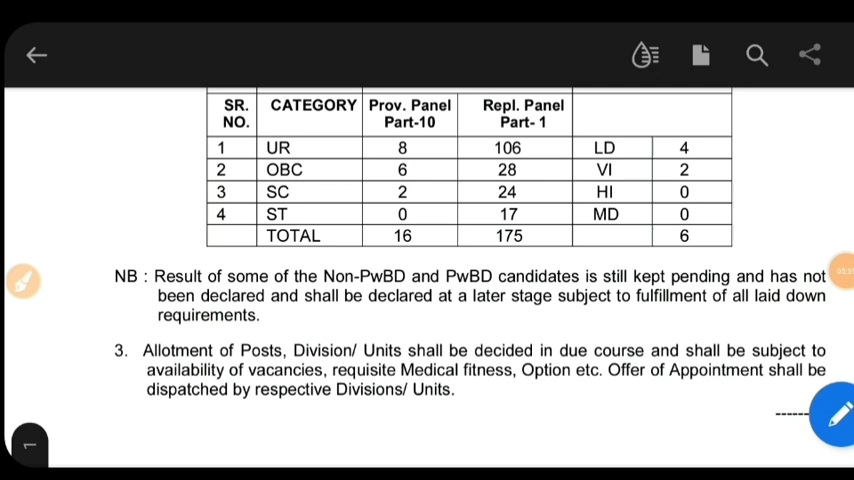 SR. NO. CATEGORY Prov. Panel Part-10 Repl. Panel Part- 1
1 UR 8 106 LD 4
2 OBC 6 28 VI 2
3 SC 2 24 HI 0
4 ST 0 17 MD 0
TOTAL 16 175 6
NB : Result of some of the Non-PwBD and PwBD candidates is still kept pending and has not
been declared and shall be declared at a later stage subject to fulfillment of all laid down
requirements.
3. Allotment of Posts, Division/ Units shall be decided in due course and shall be subject to
availability of vacancies, requisite Medical fitness, Option etc. Offer of Appointment shall be
dispatched by respective Divisions/ Units.
------
1